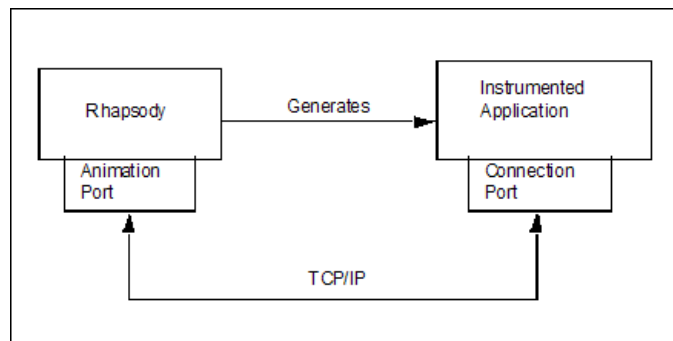 Rhapsody
Generates
Instrumented
Application
Animation
Port
Connection
Port
TCP/IP